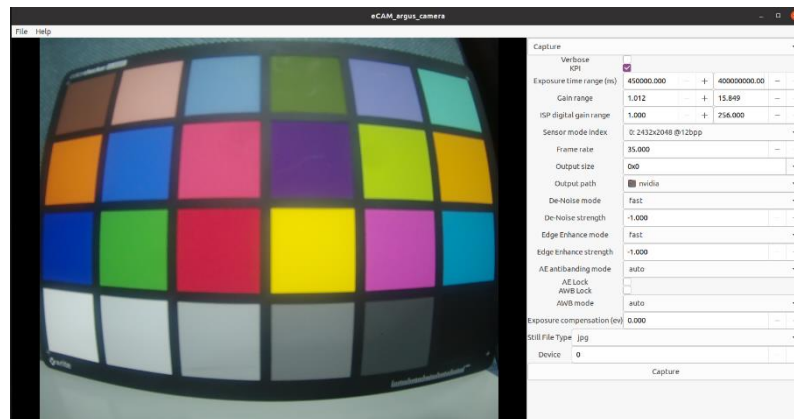 eCAM_argus_camera
File Help
Capture
Verbose
KPI
Exposure time range (ns) 450000.000 - + 400000000.00 -
Gain range 1.012 - + 15.849 -
ISP digital gain range 1.000 - + 256.000 -
Sensor mode index 0: 2432x2048 @12bpp
Frame rate 35.000 -
Output size 0x0
Output path nvidia
De-Noise mode fast
De-Noise strength -1.000
Edge Enhance mode fast
Edge Enhance strength -1.000
AE antibanding mode auto
AE Lock
AWB Lock
AWB mode auto
Exposure compensation (ev) 0.000 -
Still File Type jpg
Device 0
Capture